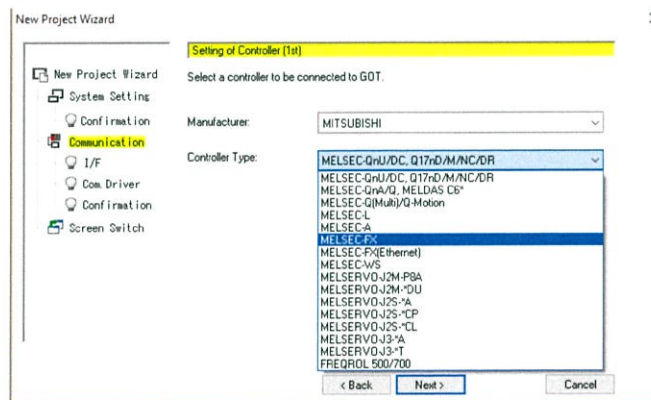 New Project Wizard
Setting of Controller (1st)
New Project Wizard
System Setting
Confirmation
Communication
I/F
Com. Driver
Confirmation
Screen Switch
Select a controller to be connected to GOT.
Manufacturer:
MITSUBISHI
Controller Type:
MELSEC-QnU/DC, Q17nD/M/NC/DR
MELSEC-QnU/DC, Q17nD/M/NC/DR
MELSEC-QnA/Q, MELDAS C6*
MELSEC-Q(Multi)/Q-Motion
MELSEC-L
MELSEC-A
MELSEC-FX
MELSEC-FX(Ethernet)
MELSEC-WS
MELSERVO-J2M-P8A
MELSERVO-J2M-*DU
MELSERVO-J2S-*A
MELSERVO-J2S-*CP
MELSERVO-J2S-*CL
MELSERVO-J3-*A
MELSERVO-J3-*T
FREQROL 500/700
< Back
Next >
Cancel